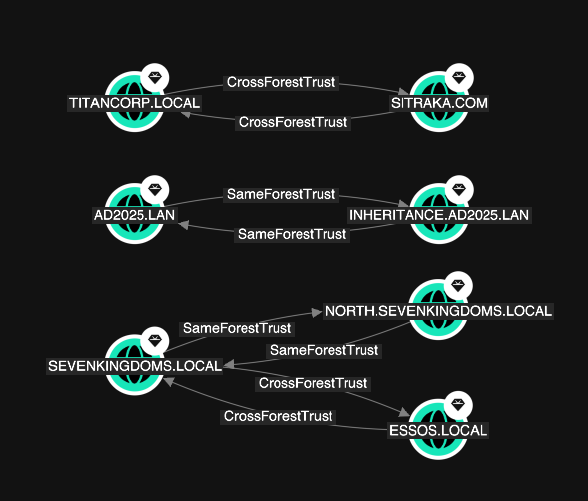 CrossForestTrust
TITANCORP.LOCAL
SITRAKA.COM
CrossForestTrust
SameForestTrust
AD2025.LAN
INHERITANCE.AD2025.LAN
SameForestTrust
NORTH.SEVENKINGDOMS.LOCAL
SameForestTrust
SameForestTrust
SEVENKINGDOMS.LOCAL
CrossForestTrust
CrossForestTrust
ESSOS.LOCAL